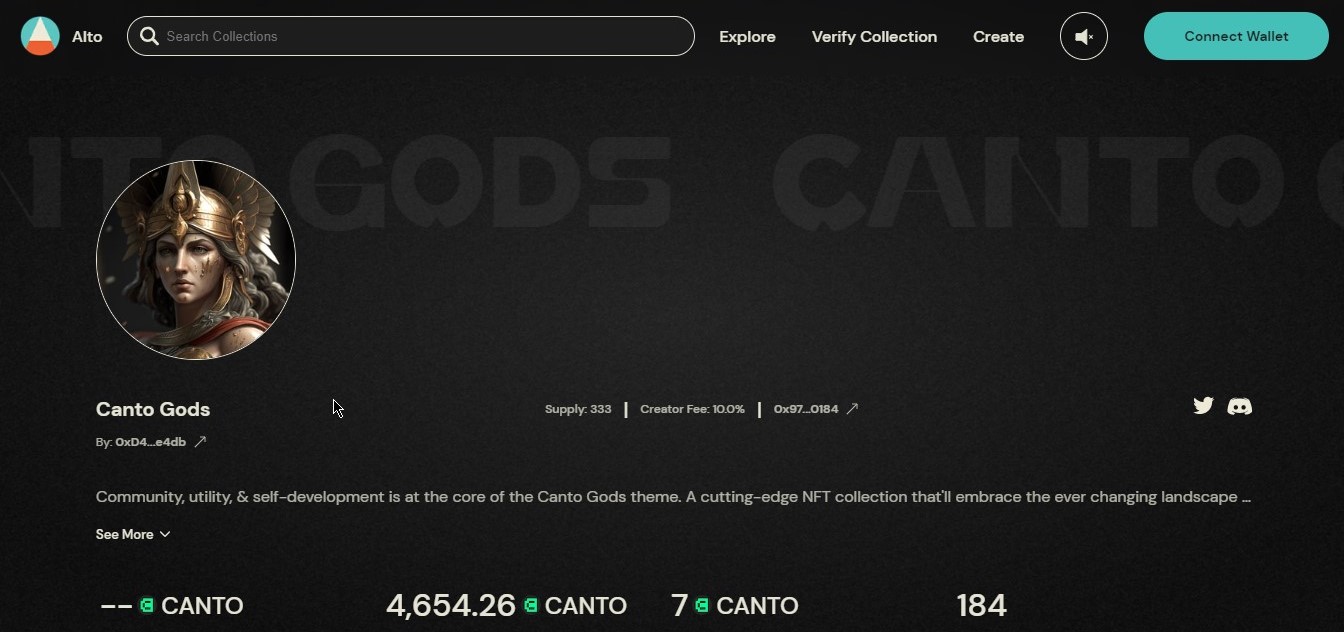 Alto
Search Collections
Explore
Verify Collection
Create
Connect Wallet
NTO GODS CANTO G
Canto Gods
Supply: 333 | Creator Fee: 10.0% | 0x97...0184
By: 0xD4...e4db
Community, utility, & self-development is at the core of the Canto Gods theme. A cutting-edge NFT collection that'll embrace the ever changing landscape ...
See More
-- CANTO
4,654.26 CANTO
7 CANTO
184